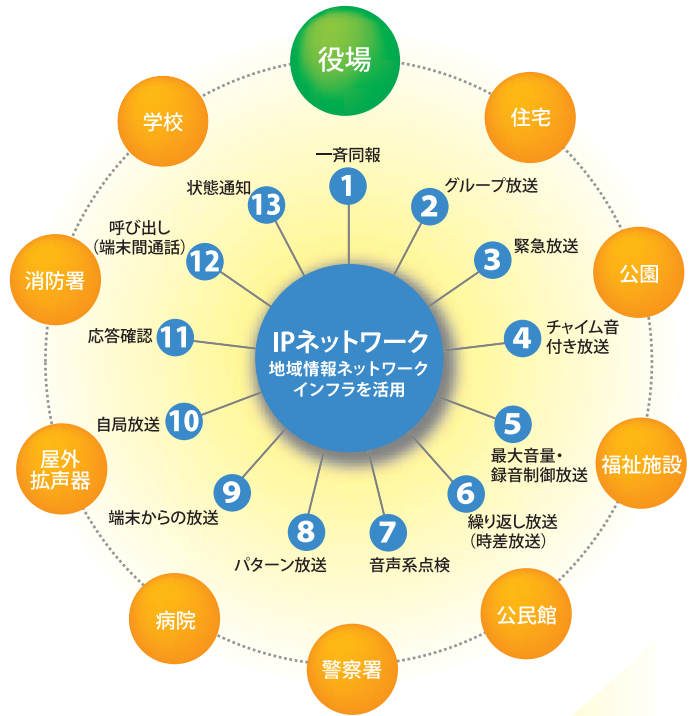 役場
住宅
公園
福祉施設
公民館
警察署
病院
屋外
拡声器
消防署
学校
一斉同報
1
グループ放送
2
緊急放送
3
チャイム音
付き放送
4
最大音量・
録音制御放送
5
繰り返し放送
（時差放送）
6
音声系点検
7
パターン放送
8
端末からの放送
9
自局放送
10
応答確認
11
呼び出し
（端末間通話）
12
状態通知
13
IPネットワーク
地域情報ネットワーク
インフラを活用